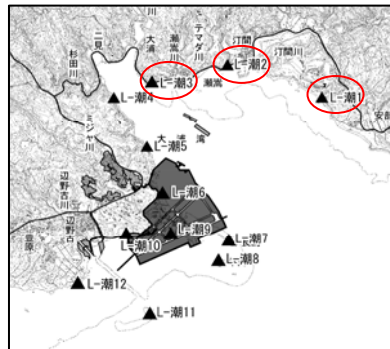 大浦川
瀬嵩川
テマダ川
汀間
汀間川
二見
杉田川
L-潮3
L-潮2
瀬嵩
L-潮1
安部
L-潮4
ミジャ川
大浦湾
L-潮5
辺野古川
L-潮6
辺野古
L-潮10
L-潮9
L-潮7
L-潮8
L-潮12
L-潮11